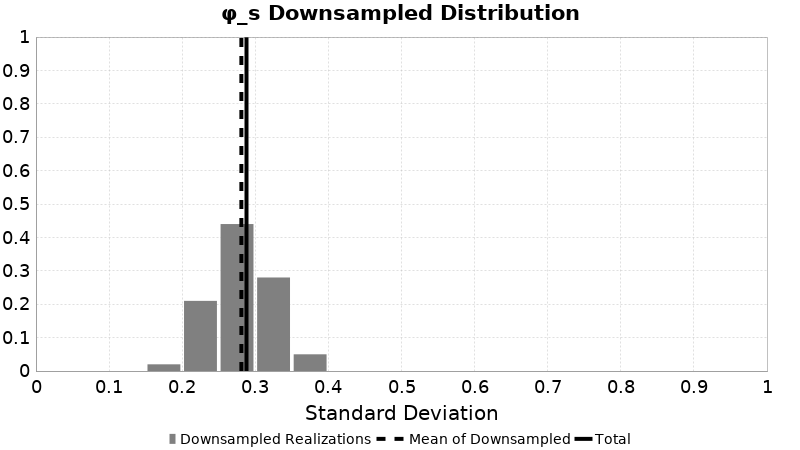 φ_s Downsampled Distribution
1
0.9
0.8
0.7
0.6
0.5
0.4
0.3
0.2
0.1
0
0 0.1 0.2 0.3 0.4 0.5 0.6 0.7 0.8 0.9 1
Standard Deviation
Downsampled Realizations Mean of Downsampled Total